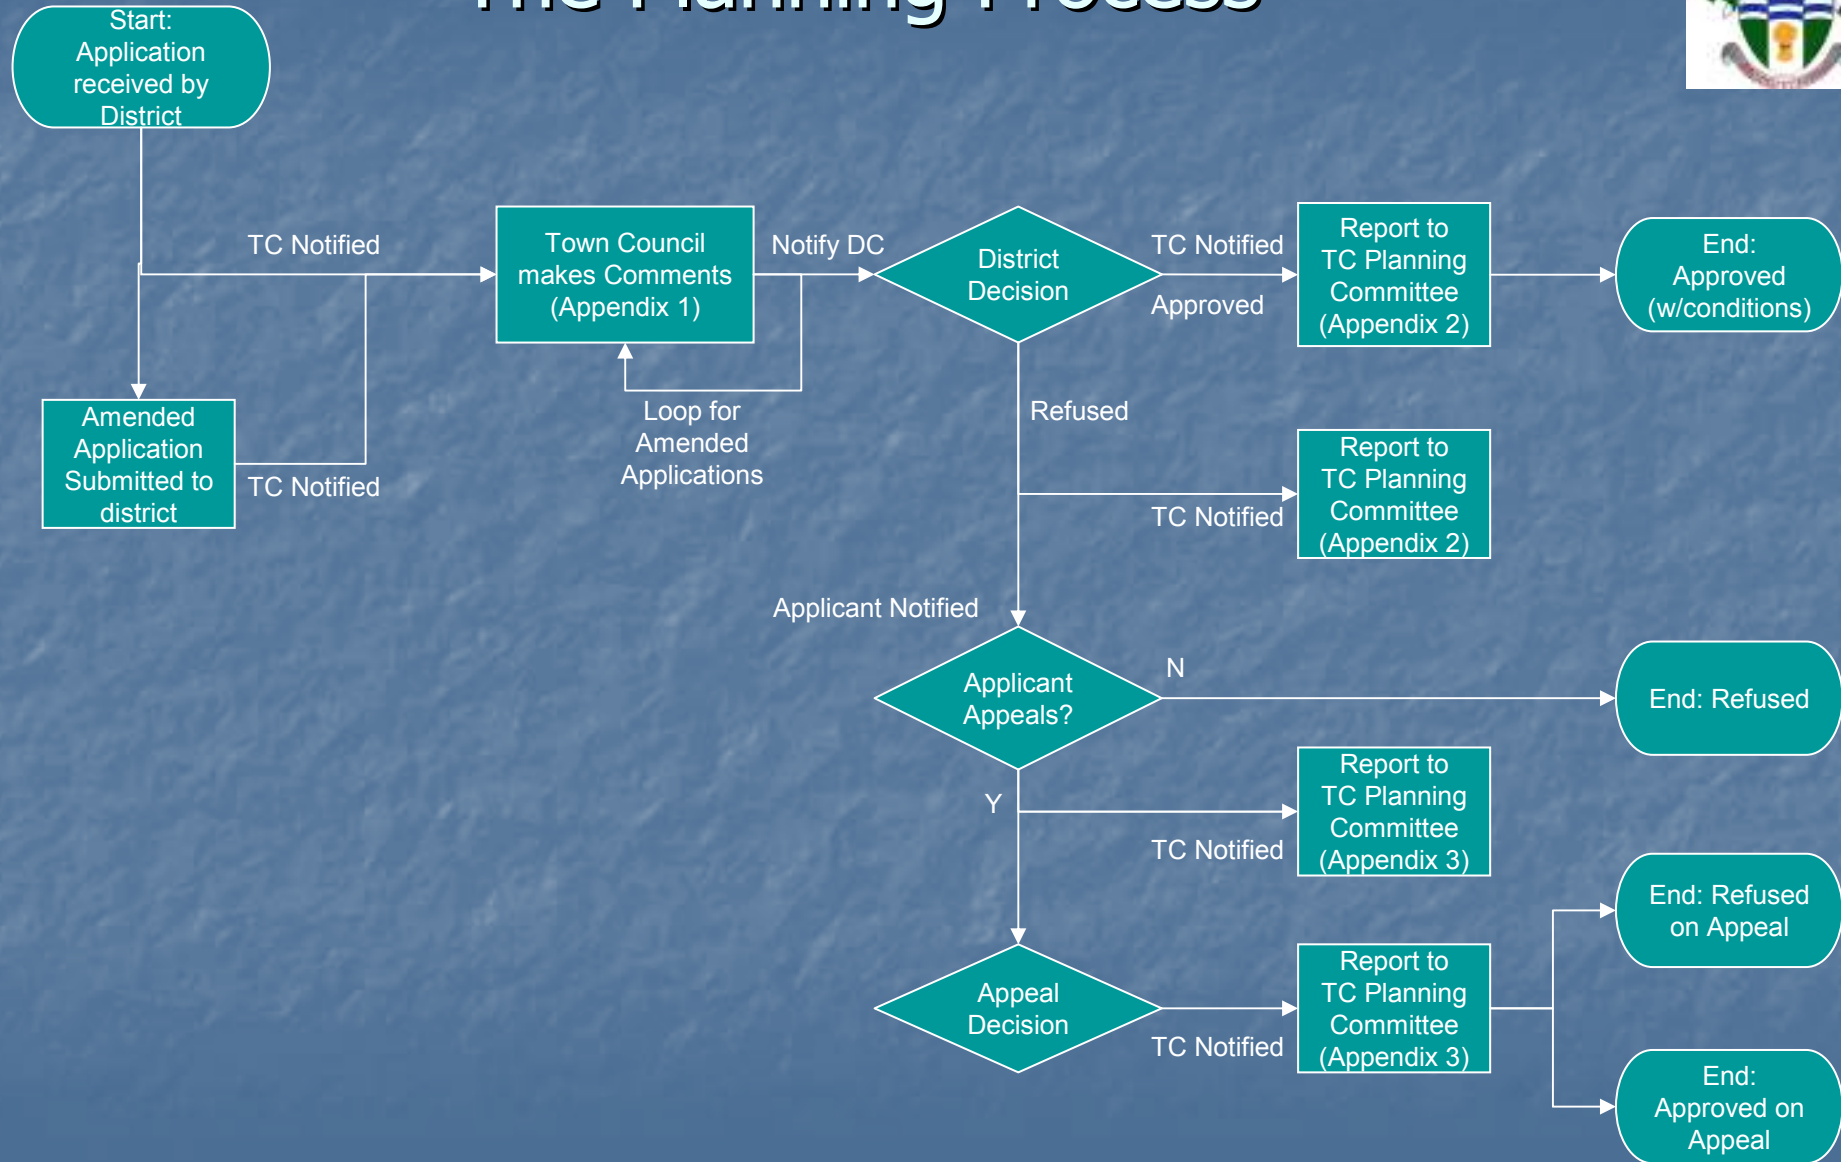 The Planning Process
Start:
Application
received by
District
TC Notified
Town Council
makes Comments
(Appendix 1)
Notify DC
District
Decision
TC Notified
Approved
Report to
TC Planning
Committee
(Appendix 2)
End:
Approved
(w/conditions)
Amended
Application
Submitted to
district
TC Notified
Loop for
Amended
Applications
Refused
Report to
TC Planning
Committee
(Appendix 2)
TC Notified
Applicant Notified
Applicant
Appeals?
N
End: Refused
Y
Report to
TC Planning
Committee
(Appendix 3)
TC Notified
End: Refused
on Appeal
Appeal
Decision
TC Notified
Report to
TC Planning
Committee
(Appendix 3)
End:
Approved on
Appeal